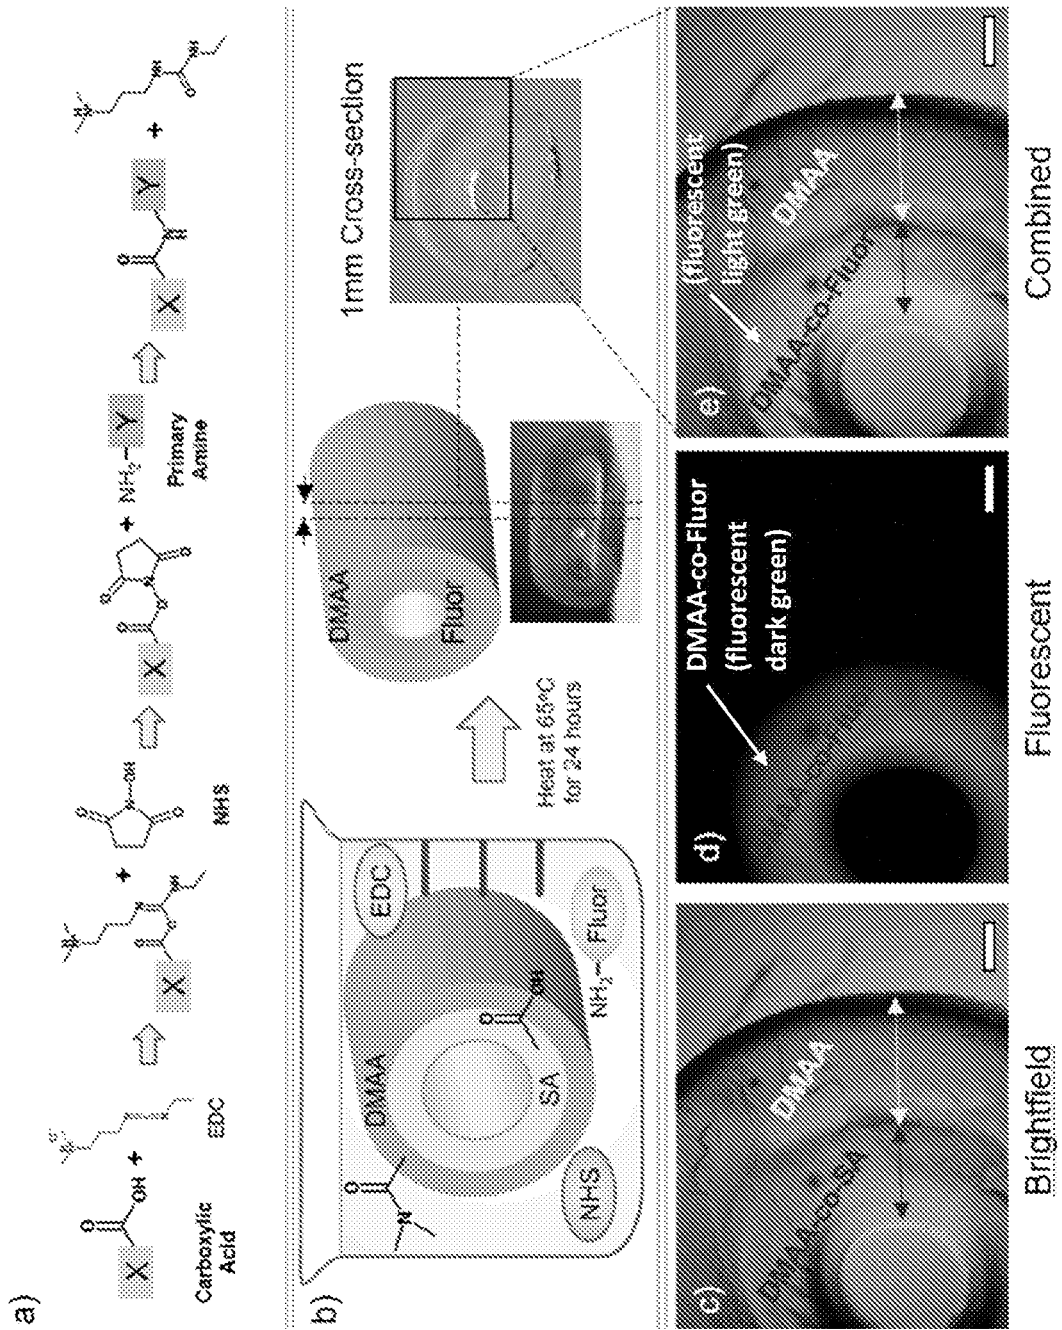 a)
X
OH
O
Carboxylic
Acid
+
EDC
X
+
NHS
X
+ NH2 Y
Primary
Amine
X
Y
+
b)
DMAA
EDC
SA
OH
O
NHS
NH2 Fluor
Heat at 65ºC
for 24 hours
DMAA
Fluor
1mm Cross-section
c)
DMAA-co-SA
DMAA
Brightfield
d)
DMAA-co-Fluor
(fluorescent
dark green)
Fluorescent
e)
(fluorescent
light green)
DMAA-co-Fluor
DMAA
Combined